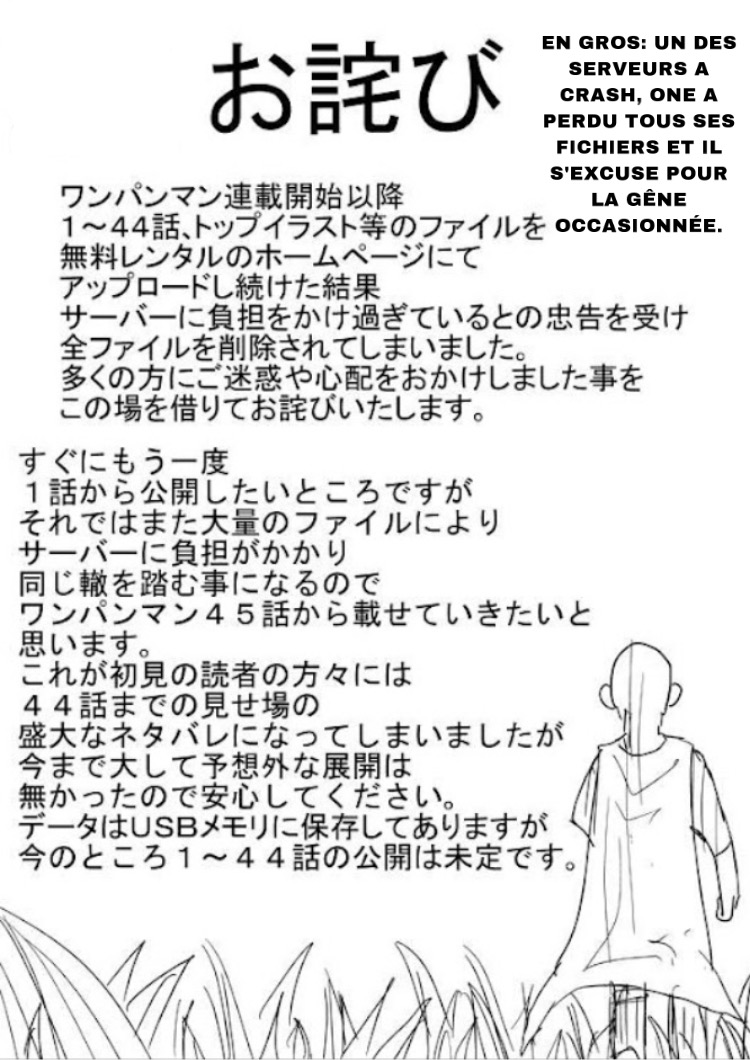 お詫び
EN GROS: UN DES
SERVEURS A
CRASH, ONE A
PERDU TOUS SES
FICHIERS ET IL
S'EXCUSE POUR
LA GÊNE
OCCASIONNÉE.
ワンパンマン連載開始以降
１～４４話、トップイラスト等のファイルを
無料レンタルのホームページにて
アップロードし続けた結果
サーバーに負担をかけ過ぎているとの忠告を受け
全ファイルを削除されてしまいました。
多くの方にご迷惑や心配をおかけしました事を
この場を借りてお詫びいたします。
すぐにもう一度
１話から公開したいところですが
それではまた大量のファイルにより
サーバーに負担がかかり
同じ轍を踏む事になるので
ワンパンマン４５話から載せていきたいと
思います。
これが初見の読者の方々には
４４話までの見せ場の
盛大なネタバレになってしまいましたが
今まで大して予想外な展開は
無かったので安心してください。
データはＵＳＢメモリに保存してありますが
今のところ１～４４話の公開は未定です。